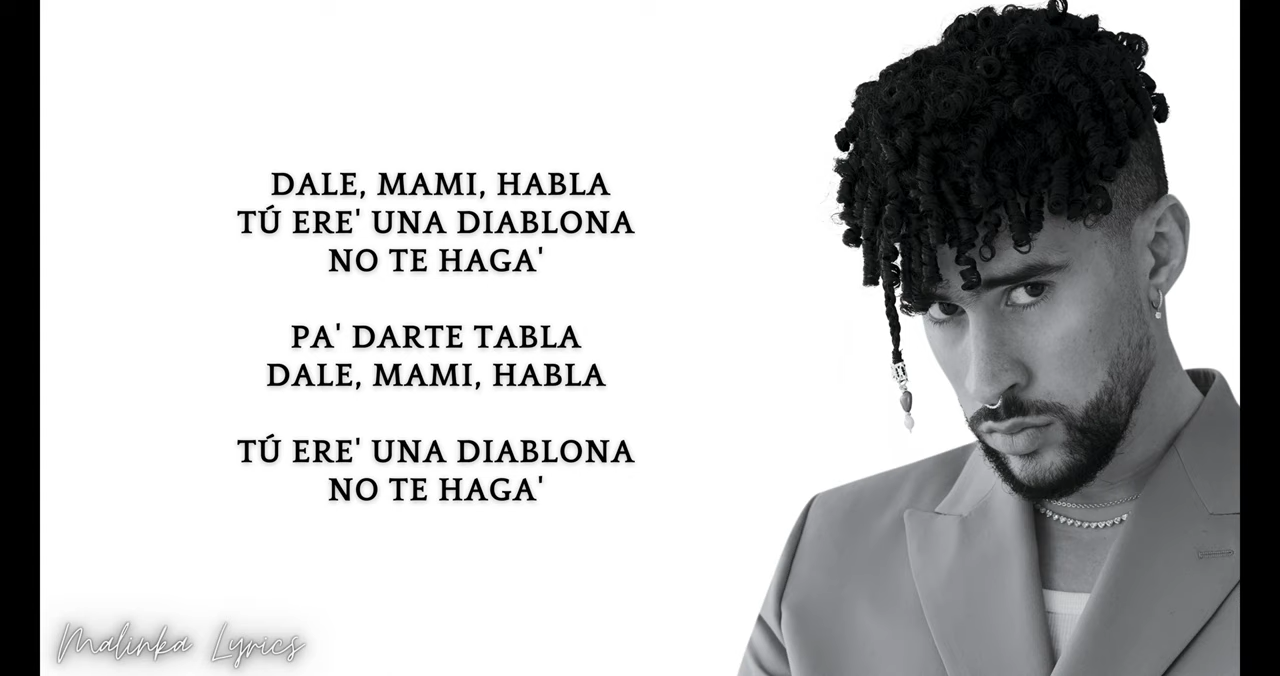 DALE, MAMI, HABLA
TÚ ERE' UNA DIABLONA
NO TE HAGA'
PA' DARTE TABLA
DALE, MAMI, HABLA
TÚ ERE' UNA DIABLONA
NO TE HAGA'
Malinka Lyrics